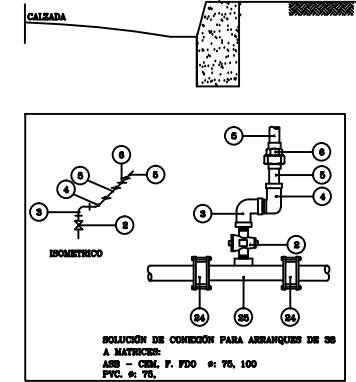 CALZADA
5
6
6
5
5
5
4
4
3
3
2
2
ISOMETRICO
24
25
24
SOLUCIÓN DE CONEXIÓN PARA ARRANQUES DE 38
A MATRICES:
ASB - CEM, F. FDO ø: 75, 100
PVC. ø: 75,